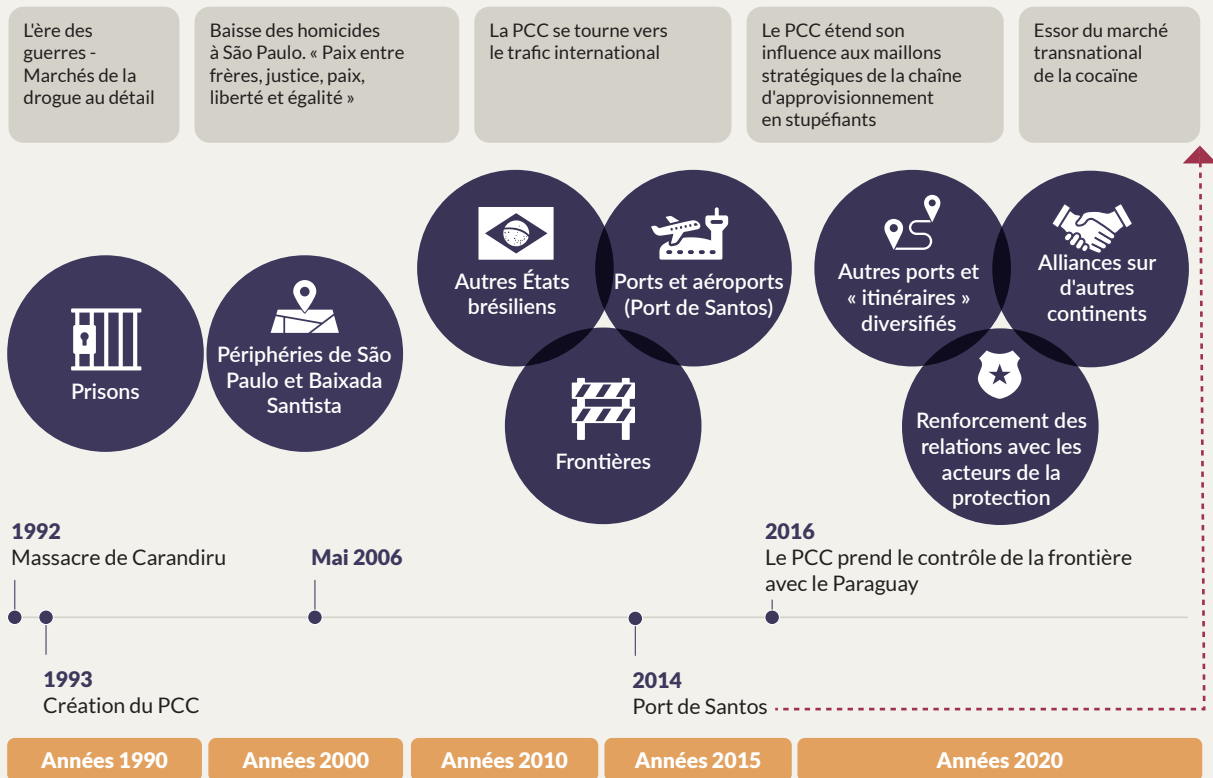 L'ère des
guerres -
Marchés de la
drogue au détail
Baisse des homicides
à São Paulo. « Paix entre
frères, justice, paix,
liberté et égalité »
La PCC se tourne vers
le trafic international
Le PCC étend son
influence aux maillons
stratégiques de la chaîne
d'approvisionnement
en stupéfiants
Essor du marché
transnational
de la cocaïne
Prisons
Périphéries de São
Paulo et Baixada
Santista
Autres États
brésiliens
Ports et aéroports
(Port de Santos)
Frontières
Autres ports et
« itinéraires »
diversifiés
Alliances sur
d'autres
continents
Renforcement des
relations avec les
acteurs de la
protection
1992
Massacre de Carandiru
1993
Création du PCC
Mai 2006
2014
Port de Santos
2016
Le PCC prend le contrôle de la frontière
avec le Paraguay
Années 1990
Années 2000
Années 2010
Années 2015
Années 2020